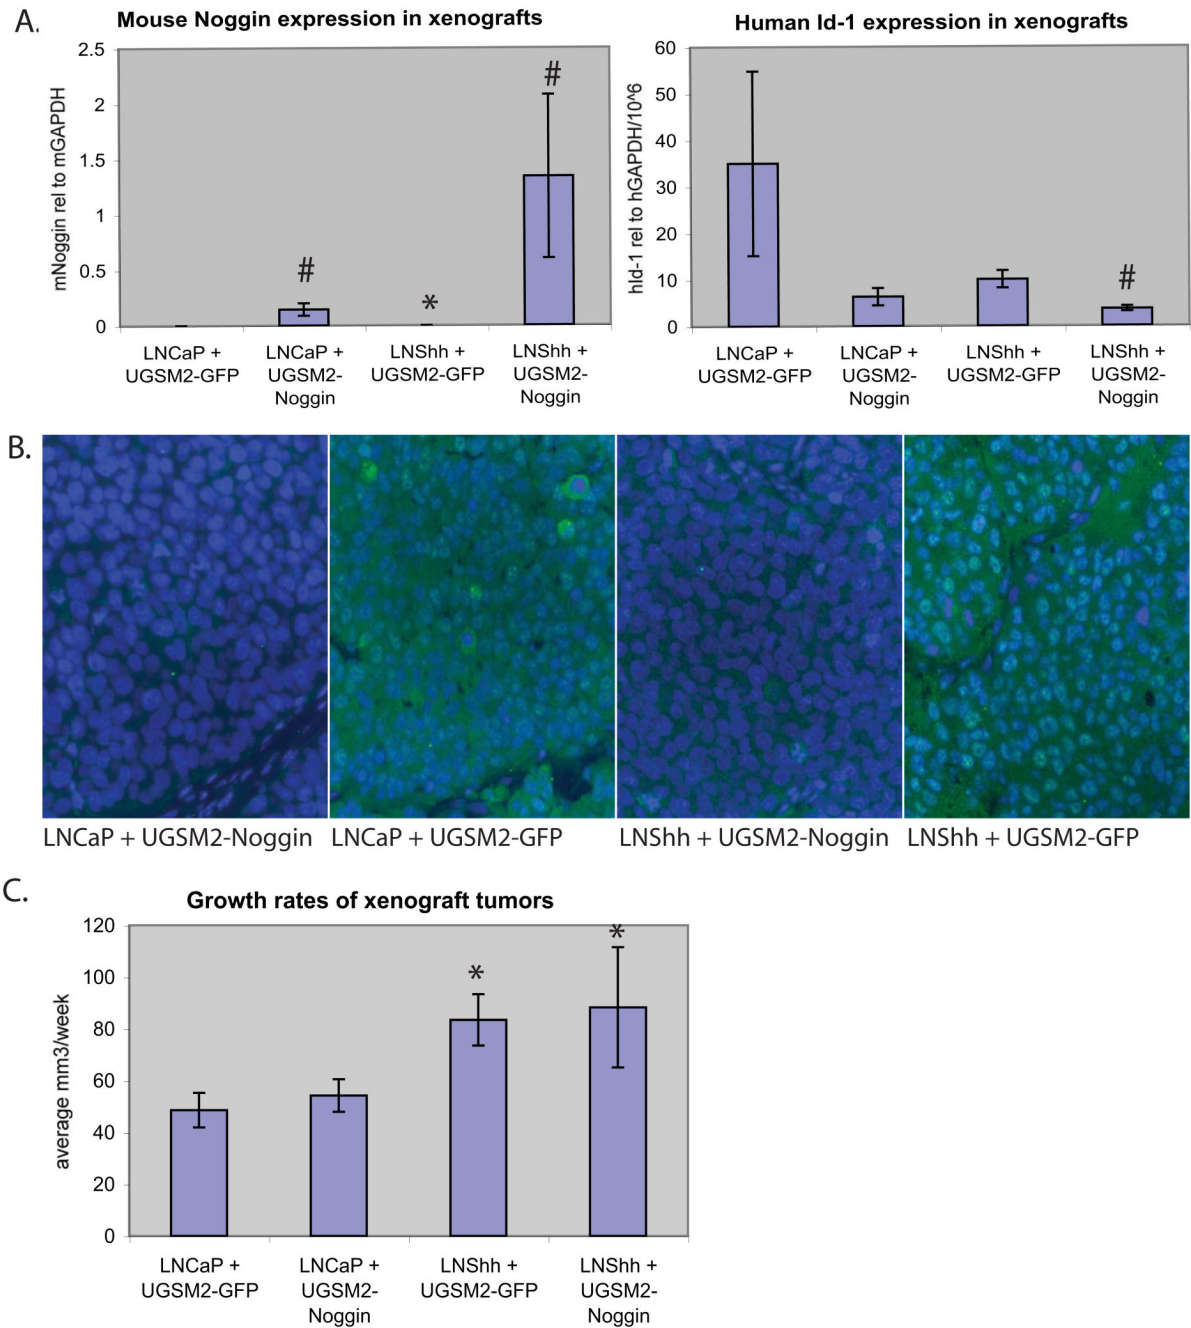 A.
Mouse Noggin expression in xenografts
mNoggin rel to mGAPDH
2.5
2
1.5
1
0.5
0
#
*
#
LNCaP +
UGSM2-GFP
LNCaP +
UGSM2-
Noggin
LNShh +
UGSM2-GFP
LNShh +
UGSM2-
Noggin
Human Id-1 expression in xenografts
hId-1 rel to hGAPDH/10^6
60
50
40
30
20
10
0
#
LNCaP +
UGSM2-GFP
LNCaP +
UGSM2-
Noggin
LNShh +
UGSM2-GFP
LNShh +
UGSM2-
Noggin
B.
LNCaP + UGSM2-Noggin
LNCaP + UGSM2-GFP
LNShh + UGSM2-Noggin
LNShh + UGSM2-GFP
C.
Growth rates of xenograft tumors
average mm3/week
120
100
80
60
40
20
0
*
*
LNCaP +
UGSM2-GFP
LNCaP +
UGSM2-
Noggin
LNShh +
UGSM2-GFP
LNShh +
UGSM2-
Noggin